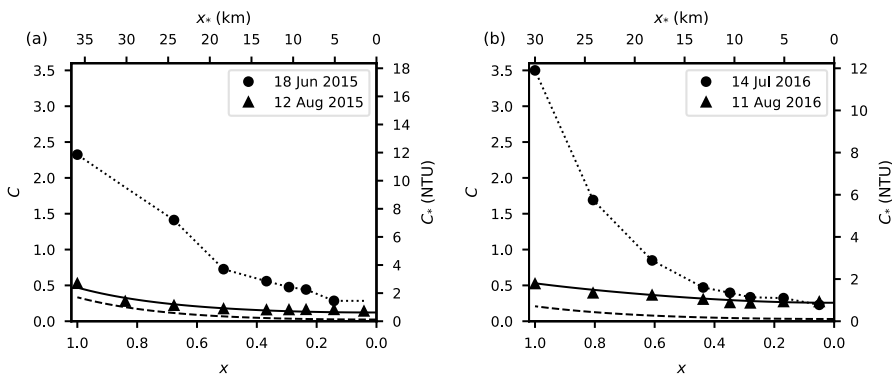 x* (km)
(a)
35 30 25 20 15 10 5 0
3.5
3.0
2.5
2.0
1.5
1.0
0.5
0.0
C
18 Jun 2015
12 Aug 2015
18
16
14
12
10
8
6
4
2
0
C* (NTU)
1.0 0.8 0.6 0.4 0.2 0.0
x
x* (km)
(b)
30 25 20 15 10 5 0
3.5
3.0
2.5
2.0
1.5
1.0
0.5
0.0
C
14 Jul 2016
11 Aug 2016
12
10
8
6
4
2
0
C* (NTU)
1.0 0.8 0.6 0.4 0.2 0.0
x